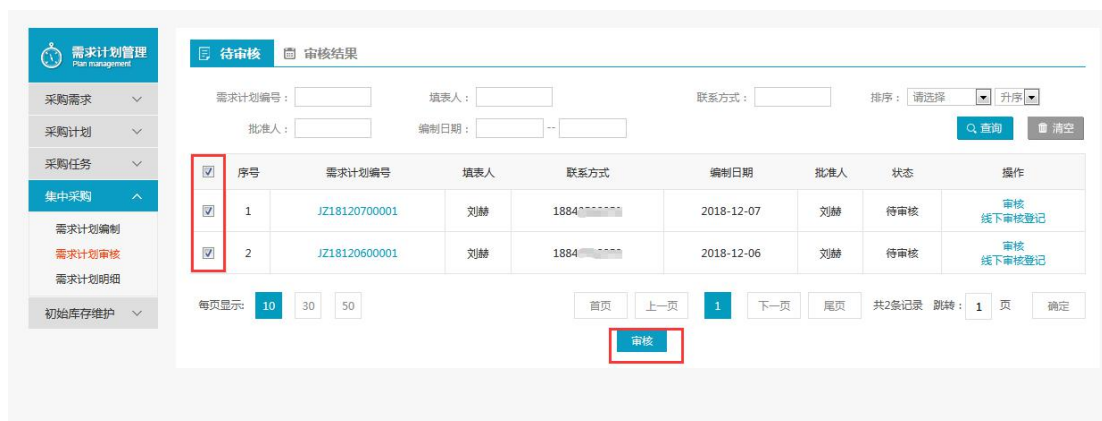 需求计划管理
Plan management
采购需求
采购计划
采购任务
集中采购
需求计划编制
需求计划审核
需求计划明细
初始库存维护
待审核 审核结果
需求计划编号： 填表人： 联系方式： 排序： 请选择 升序
批准人： 编制日期： -- 查询 清空
序号 需求计划编号 填表人 联系方式 编制日期 批准人 状态 操作
1 JZ18120700001 刘赫 1884 2018-12-07 刘赫 待审核 审核
线下审核登记
2 JZ18120600001 刘赫 1884 2018-12-06 刘赫 待审核 审核
线下审核登记
每页显示: 10 30 50 首页 上一页 1 下一页 尾页 共2条记录 跳转： 1 页 确定
审核